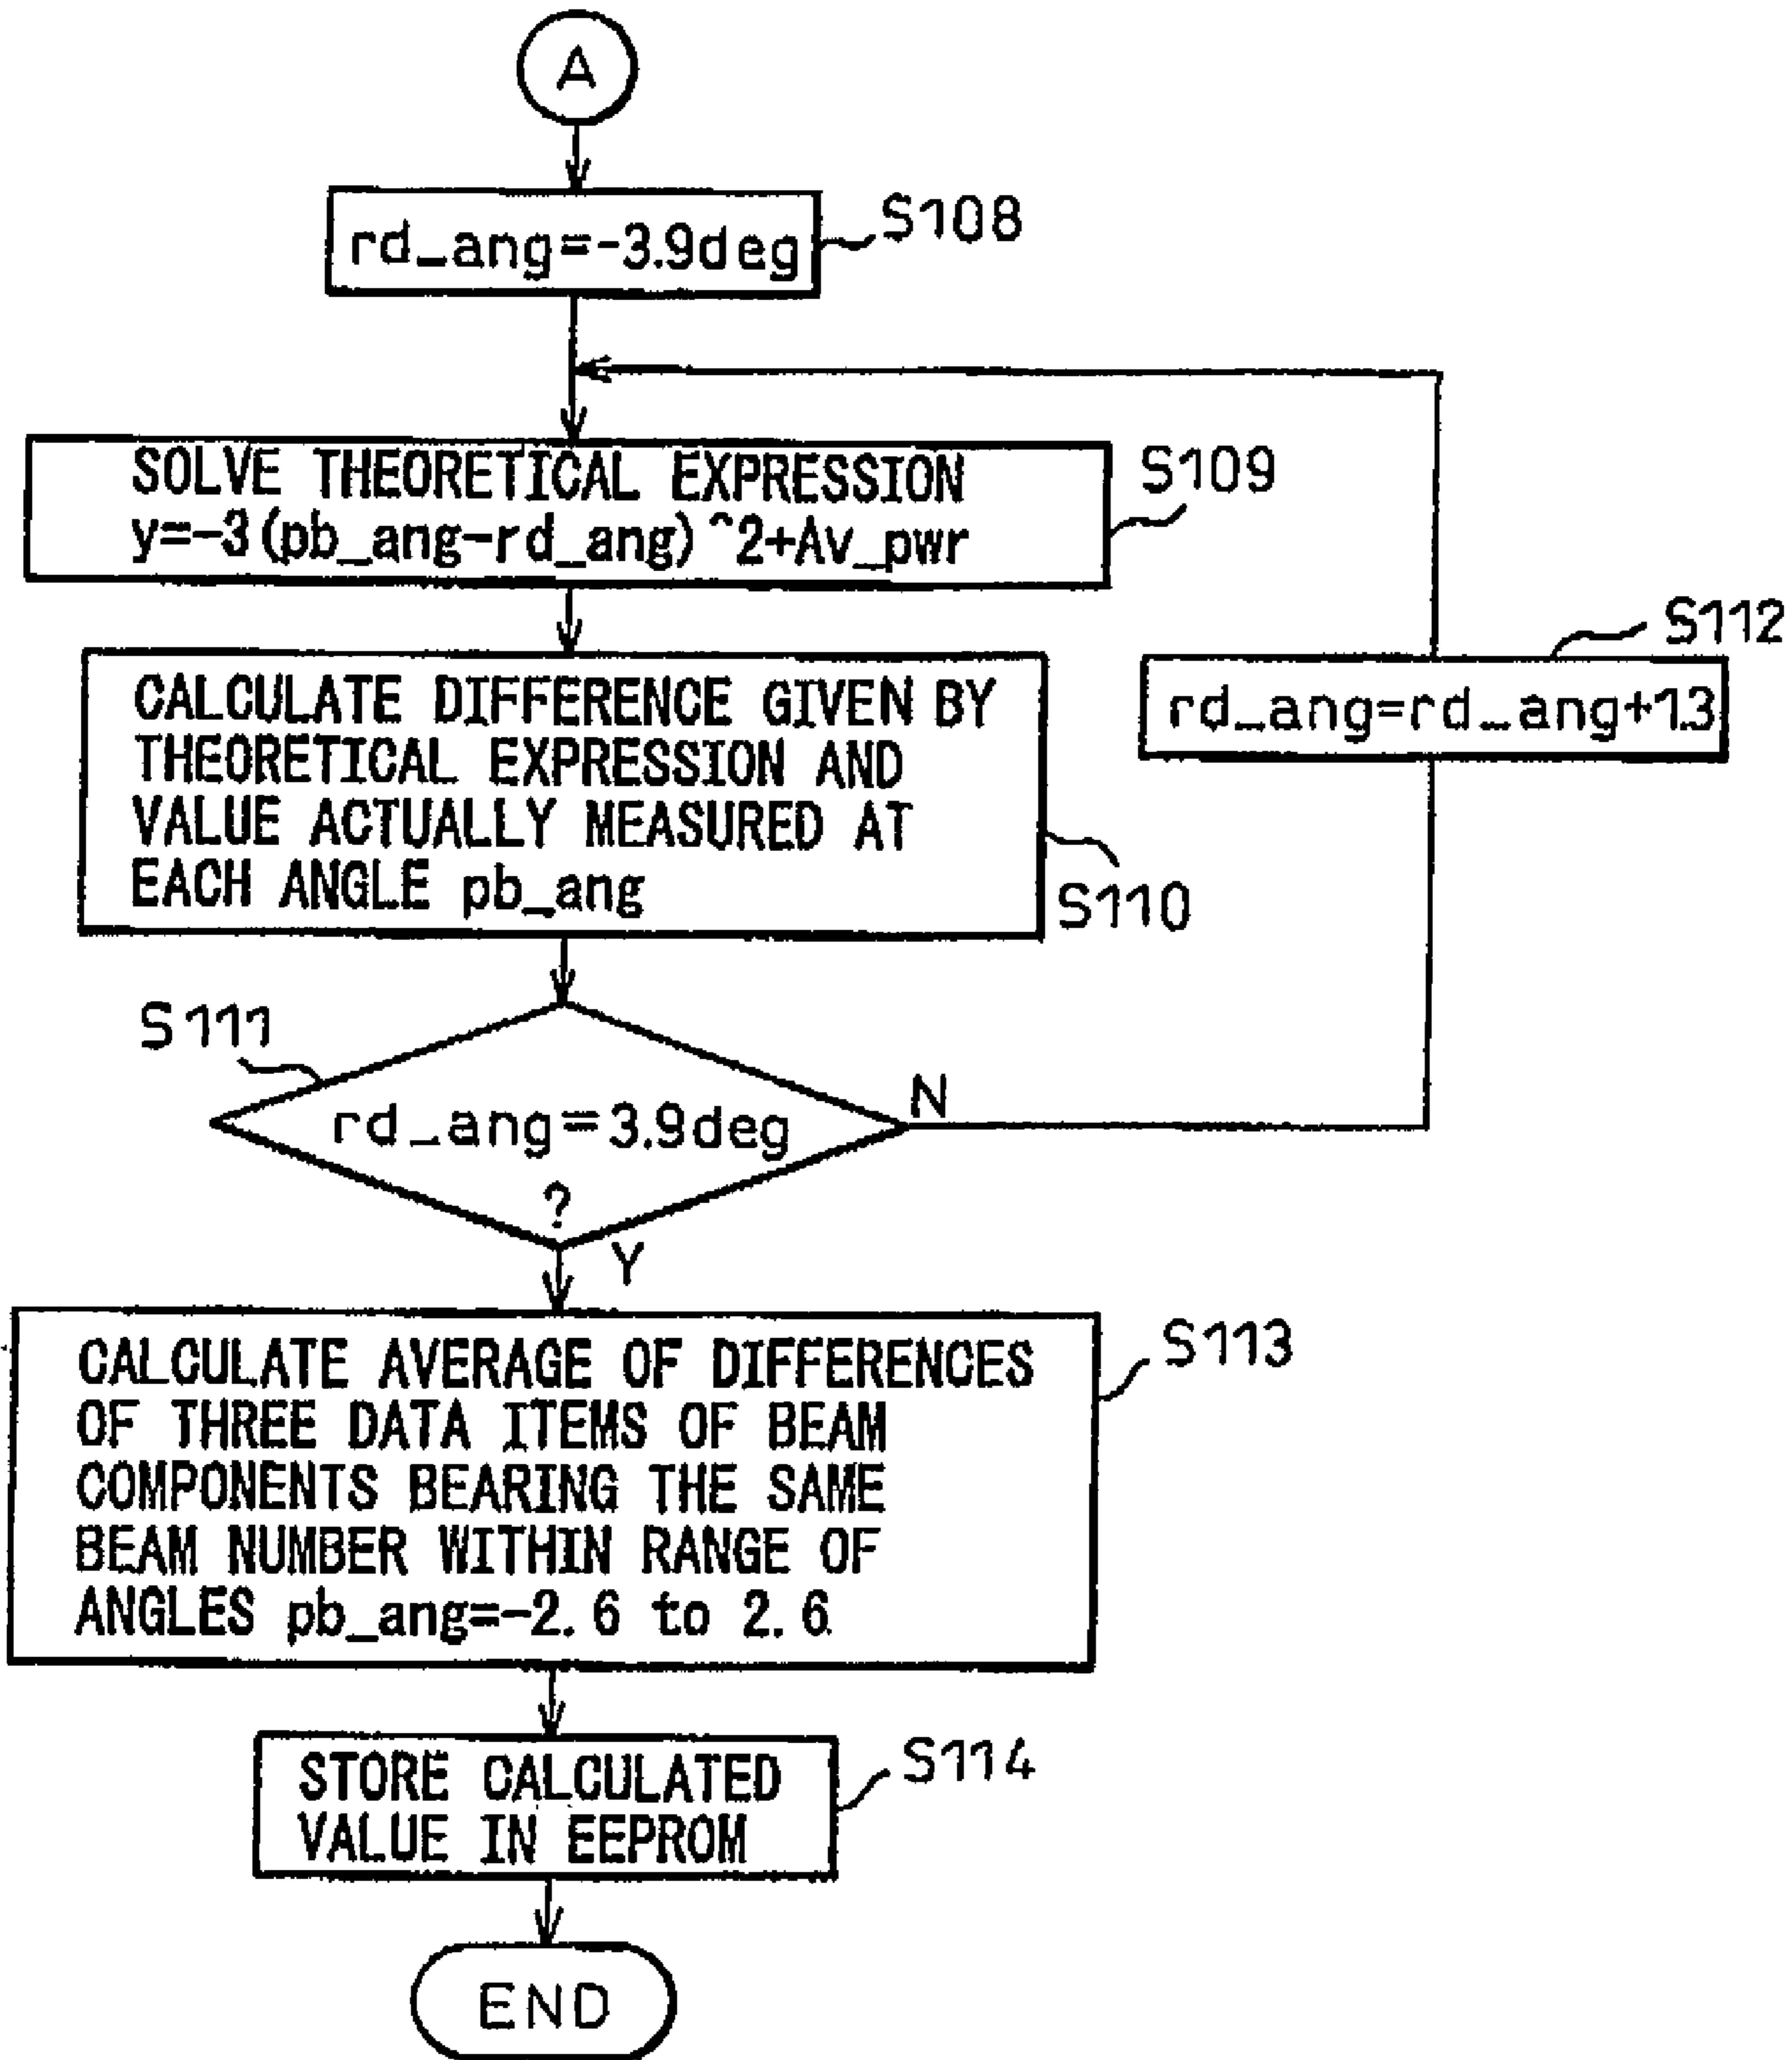 A
rd_ang=-3.9deg
S108
SOLVE THEORETICAL EXPRESSION
y=-3(pb_ang-rd_ang)^2+Av_pwr
S109
CALCULATE DIFFERENCE GIVEN BY
THEORETICAL EXPRESSION AND
VALUE ACTUALLY MEASURED AT
EACH ANGLE pb_ang
S110
S112
rd_ang=rd_ang+1.3
S111
rd_ang=3.9deg
?
N
Y
CALCULATE AVERAGE OF DIFFERENCES
OF THREE DATA ITEMS OF BEAM
COMPONENTS BEARING THE SAME
BEAM NUMBER WITHIN RANGE OF
ANGLES pb_ang=-2.6 to 2.6
S113
STORE CALCULATED
VALUE IN EEPROM
S114
END